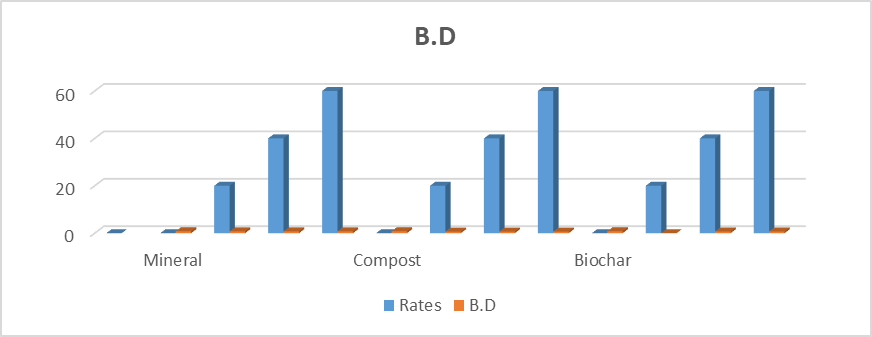 B.D
60
40
20
0
Mineral Compost Biochar
Rates B.D